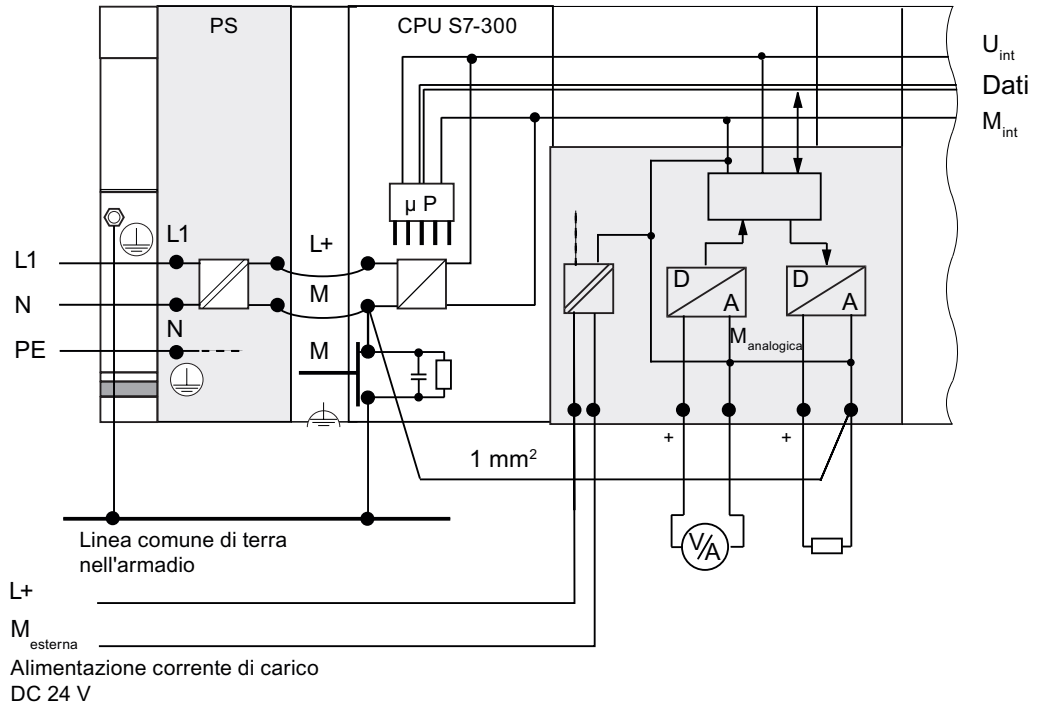 PS
CPU S7-300
U int
Dati
M int
µ P
L1
L+
L1
D
D
N
M
A
A
N
M analogica
PE
M
+
+
1 mm²
V/A
Linea comune di terra
nell'armadio
L+
M esterna
Alimentazione corrente di carico
DC 24 V